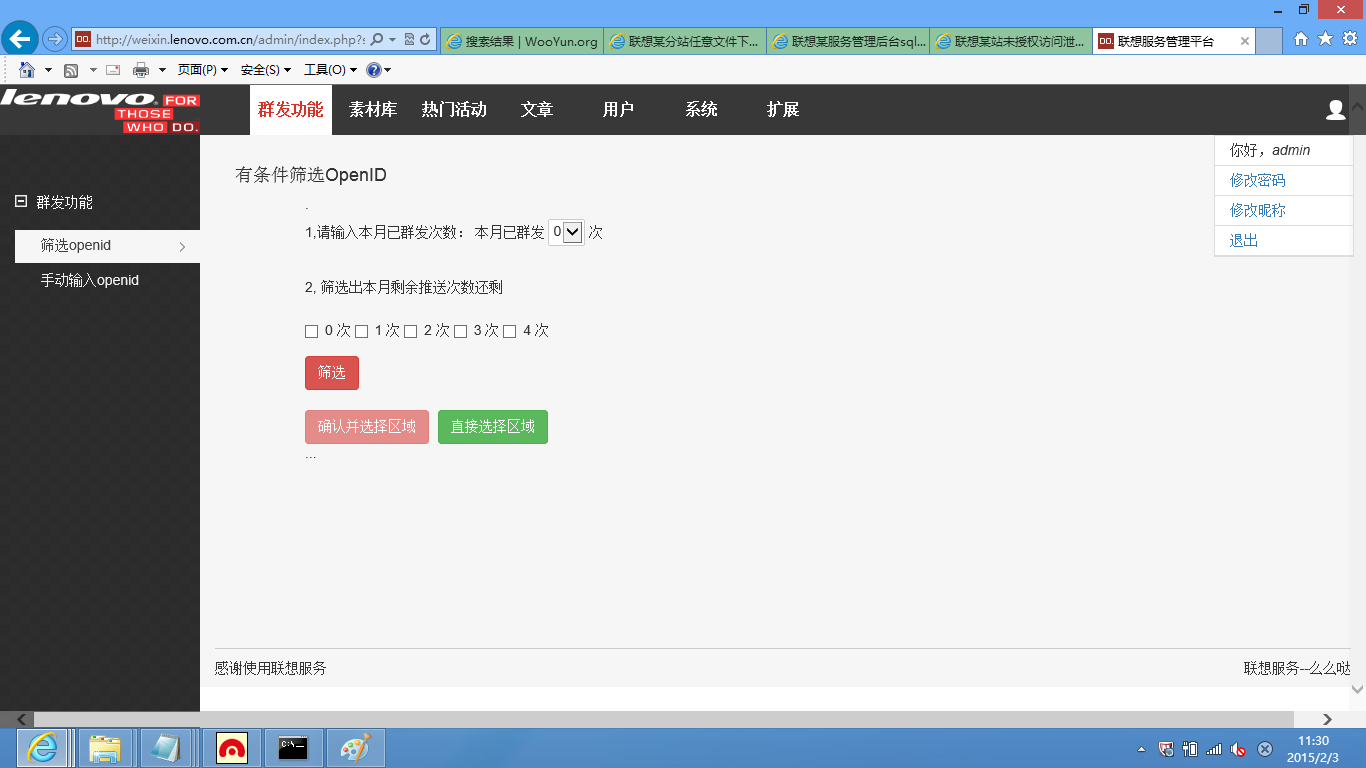 http://weixin.lenovo.com.cn/admin/index.php?s
搜索结果 | WooYun.org
联想某分站任意文件下...
联想某服务管理后台sql...
联想某站未授权访问泄...
联想服务管理平台
页面(P)
安全(S)
工具(O)
lenovo FOR THOSE WHO DO.
群发功能 素材库 热门活动 文章 用户 系统 扩展
你好，admin
修改密码
修改昵称
退出
群发功能
筛选openid
手动输入openid
有条件筛选OpenID
.
1,请输入本月已群发次数： 本月已群发 0 次
2, 筛选出本月剩余推送次数还剩
0 次 1 次 2 次 3 次 4 次
筛选
确认并选择区域 直接选择区域
...
感谢使用联想服务
联想服务--么么哒
11:30
2015/2/3